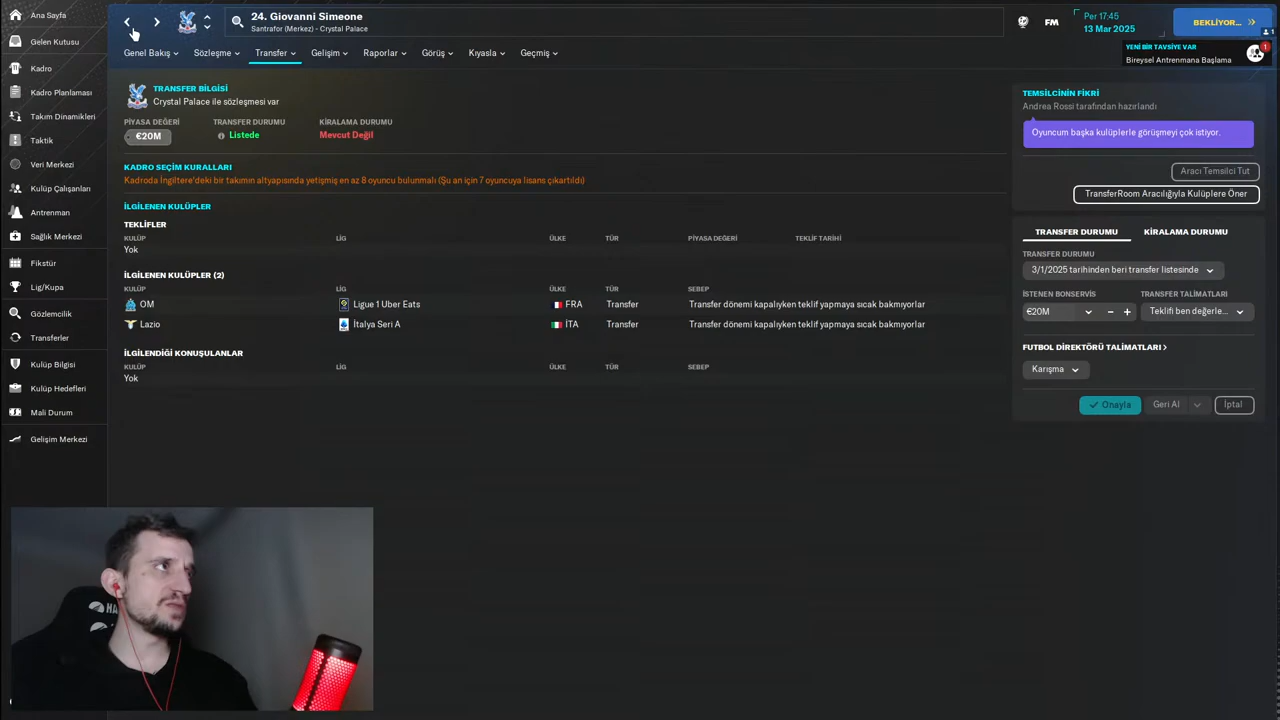 Ana Sayfa
Gelen Kutusu
Kadro
Kadro Planlaması
Takım Dinamikleri
Taktik
Veri Merkezi
Kulüp Çalışanları
Antrenman
Sağlık Merkezi
Fikstür
Lig/Kupa
Gözlemcilik
Transferler
Kulüp Bilgisi
Kulüp Hedefleri
Mali Durum
Gelişim Merkezi
24. Giovanni Simeone
Santrafor (Merkez) - Crystal Palace
FM
Per 17:45
13 Mar 2025
BEKLİYOR...
1
YENİ BİR TAVSİYE VAR
Bireysel Antrenmana Başlama
1
Genel Bakış Sözleşme Transfer Gelişim Raporlar Görüş Kıyasla Geçmiş
TRANSFER BİLGİSİ
Crystal Palace ile sözleşmesi var
PİYASA DEĞERİ TRANSFER DURUMU KİRALAMA DURUMU
€20M Listede Mevcut Değil
KADRO SEÇİM KURALLARI
Kadroda İngiltere'deki bir takımın altyapısında yetişmiş en az 8 oyuncu bulunmalı (Şu an için 7 oyuncuya lisans çıkartıldı)
İLGİLENEN KULÜPLER
TEKLİFLER
KULÜP LİG ÜLKE TÜR PİYASA DEĞERİ TEKLİF TARİHİ
Yok
İLGİLENEN KULÜPLER (2)
KULÜP LİG ÜLKE TÜR SEBEP
OM Ligue 1 Uber Eats FRA Transfer Transfer dönemi kapalıyken teklif yapmaya sıcak bakmıyorlar
Lazio İtalya Seri A İTA Transfer Transfer dönemi kapalıyken teklif yapmaya sıcak bakmıyorlar
İLGİLENDİĞİ KONUŞULANLAR
KULÜP LİG ÜLKE TÜR SEBEP
Yok
TEMSİLCİNİN FİKRİ
Andrea Rossi tarafından hazırlandı
Oyuncum başka kulüplerle görüşmeyi çok istiyor.
Aracı Temsilci Tut
TransferRoom Aracılığıyla Kulüplere Öner
TRANSFER DURUMU KİRALAMA DURUMU
TRANSFER DURUMU
3/1/2025 tarihinden beri transfer listesinde
İSTENEN BONSERVİS TRANSFER TALİMATLARI
€20M Teklifi ben değerle...
FUTBOL DİREKTÖRÜ TALİMATLARI
Karışma
Onayla Geri Al İptal